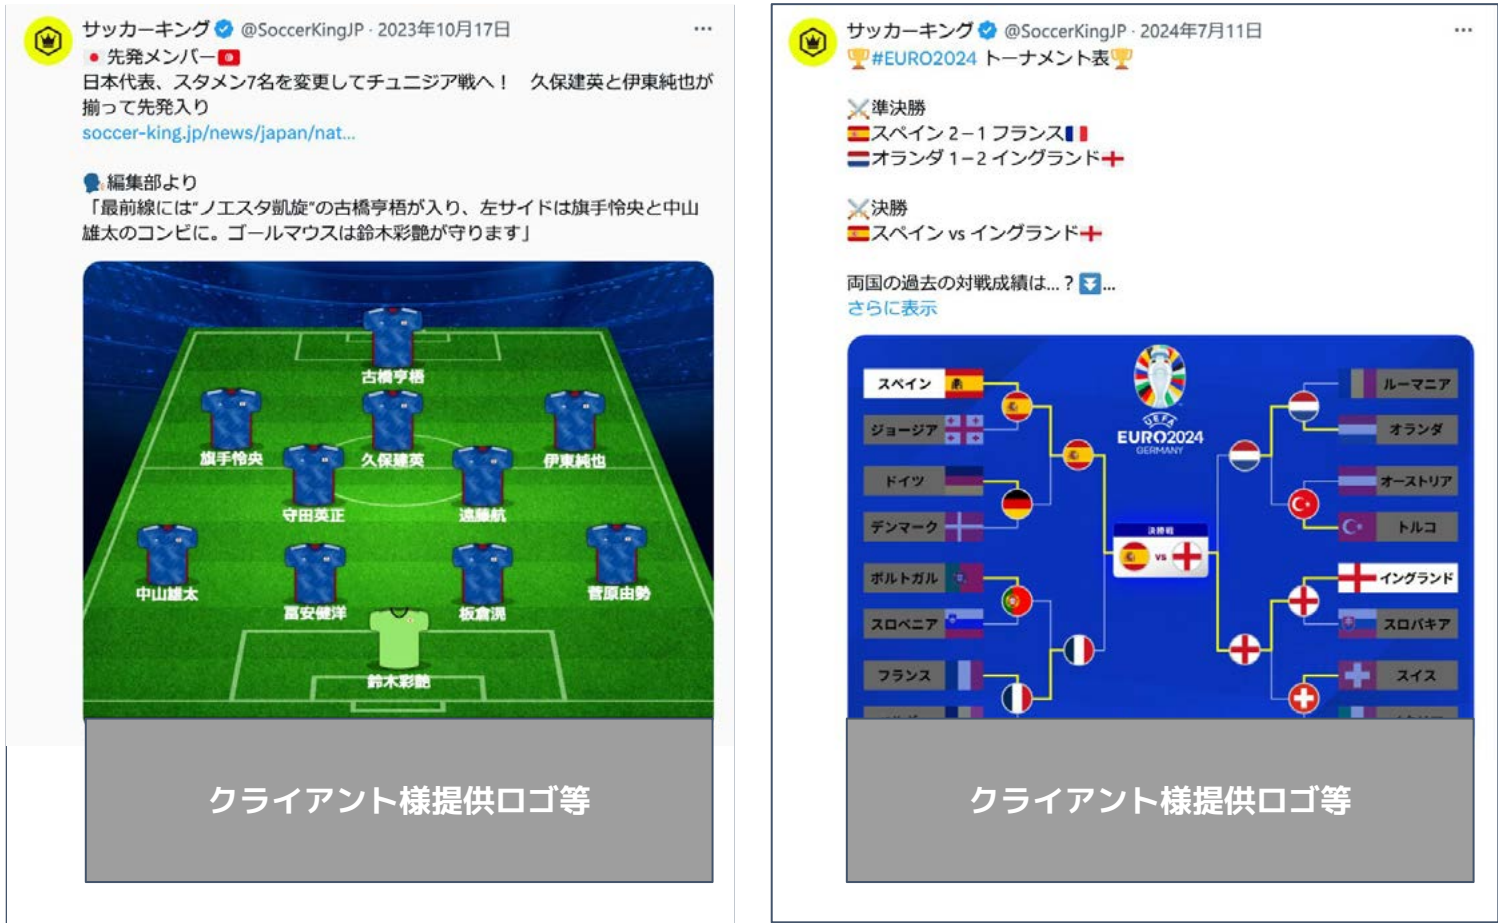 サッカーキング @SoccerKingJP · 2023年10月17日
先発メンバー
日本代表、スタメン7名を変更してチュニジア戦へ！ 久保建英と伊東純也が
揃って先発入り
soccer-king.jp/news/japan/nat...
編集部より
「最前線には"ノエスタ凱旋"の古橋亨梧が入り、左サイドは旗手怜央と中山
雄太のコンビに。ゴールマウスは鈴木彩艶が守ります」
古橋亨梧
旗手怜央
久保建英
伊東純也
守田英正
遠藤航
中山雄太
冨安健洋
板倉滉
菅原由勢
鈴木彩艶
クライアント様提供ロゴ等
サッカーキング @SoccerKingJP · 2024年7月11日
#EURO2024 トーナメント表
準決勝
スペイン 2－1 フランス
オランダ 1－2 イングランド
決勝
スペイン vs イングランド
両国の過去の対戦成績は...？ ...
さらに表示
スペイン
ジョージア
ドイツ
デンマーク
ポルトガル
スロベニア
フランス
UEFA
EURO2024
GERMANY
決勝戦
VS
ルーマニア
オランダ
オーストリア
トルコ
イングランド
スロバキア
スイス
クライアント様提供ロゴ等